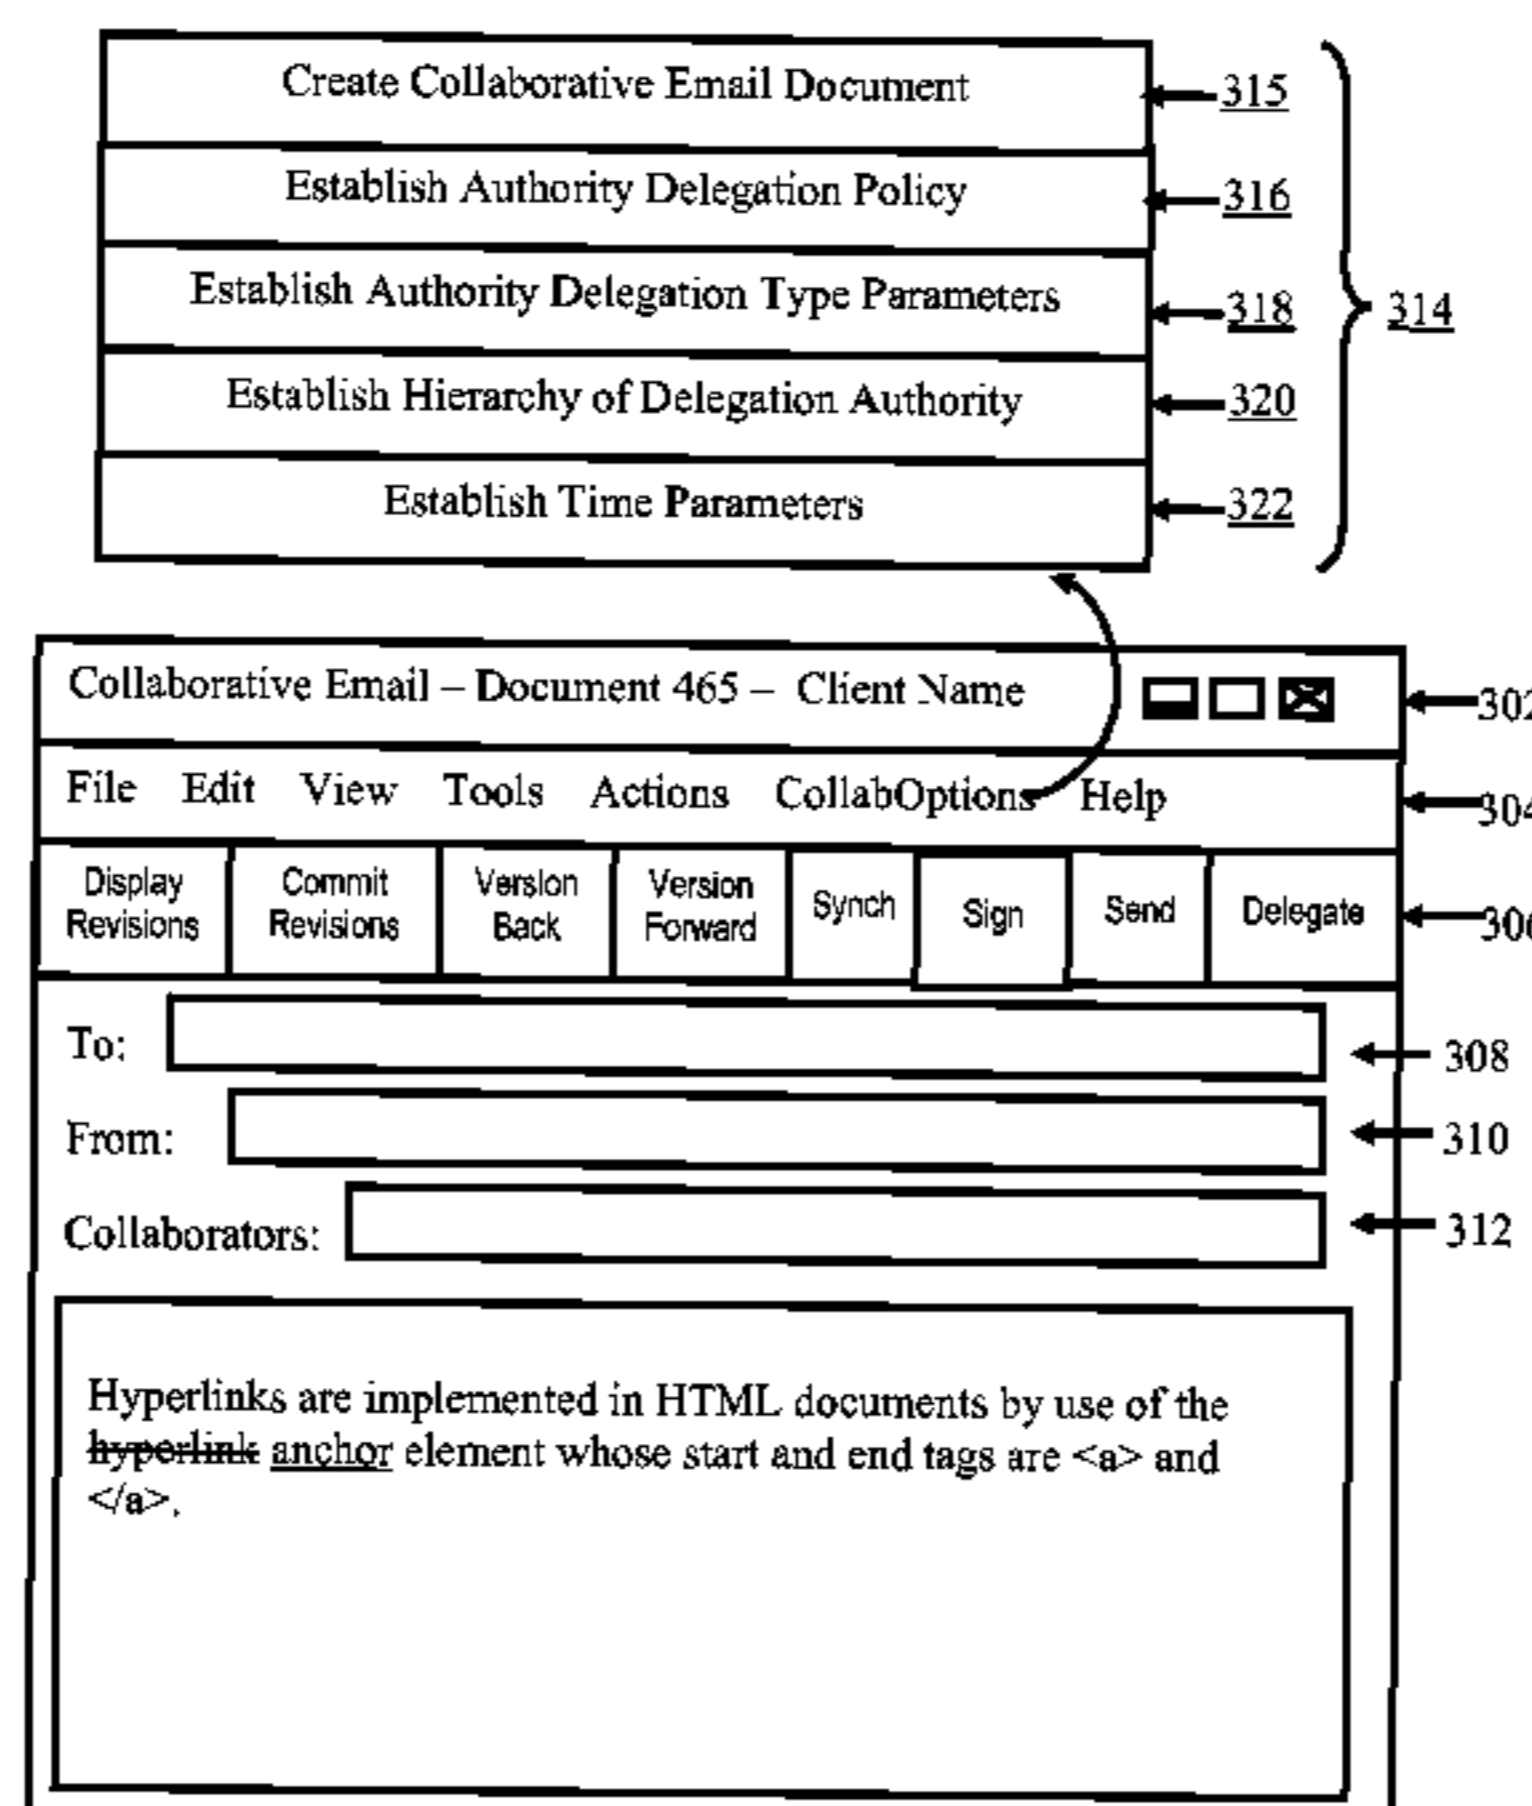 Create Collaborative Email Document
315
Establish Authority Delegation Policy
316
Establish Authority Delegation Type Parameters
318
314
Establish Hierarchy of Delegation Authority
320
Establish Time Parameters
322
Collaborative Email – Document 465 – Client Name
302
File Edit View Tools Actions CollabOptions Help
304
Display Revisions
Commit Revisions
Version Back
Version Forward
Synch
Sign
Send
Delegate
306
To:
308
From:
310
Collaborators:
312
Hyperlinks are implemented in HTML documents by use of the
hyperlink anchor element whose start and end tags are <a> and
</a>.